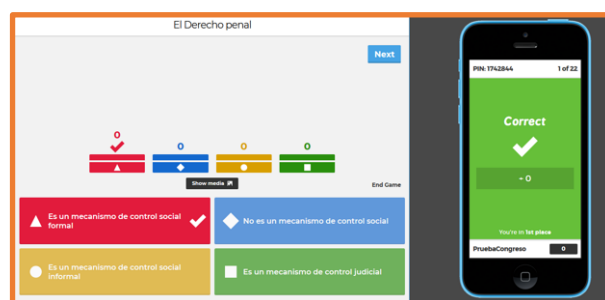 El Derecho penal
Next
0
0
0
0
Show media
End Game
Es un mecanismo de control social
formal
No es un mecanismo de control social
Es un mecanismo de control social
informal
Es un mecanismo de control judicial
PIN: 1742844
1 of 22
Correct
+ 0
You're in 1st place
PruebaCongreso
0